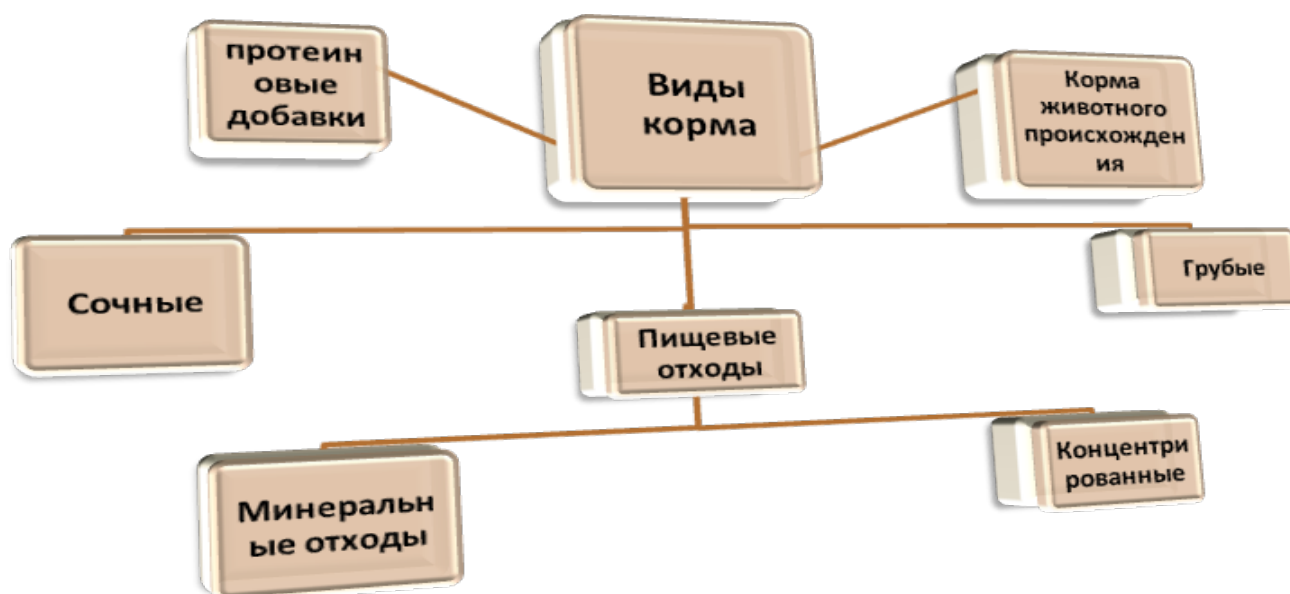 протеин
овые
добавки
Виды
корма
Корма
животного
происхожден
ия
Сочные
Грубые
Пищевые
отходы
Минеральн
ые отходы
Концентри
рованные